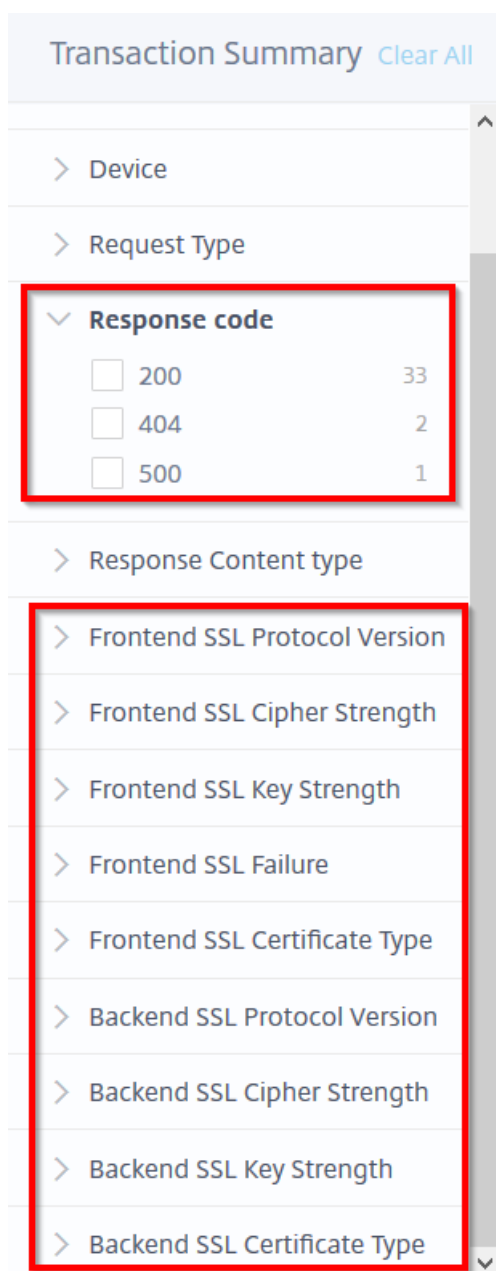 Transaction Summary Clear All
Device
Request Type
Response code
200 33
404 2
500 1
Response Content type
Frontend SSL Protocol Version
Frontend SSL Cipher Strength
Frontend SSL Key Strength
Frontend SSL Failure
Frontend SSL Certificate Type
Backend SSL Protocol Version
Backend SSL Cipher Strength
Backend SSL Key Strength
Backend SSL Certificate Type